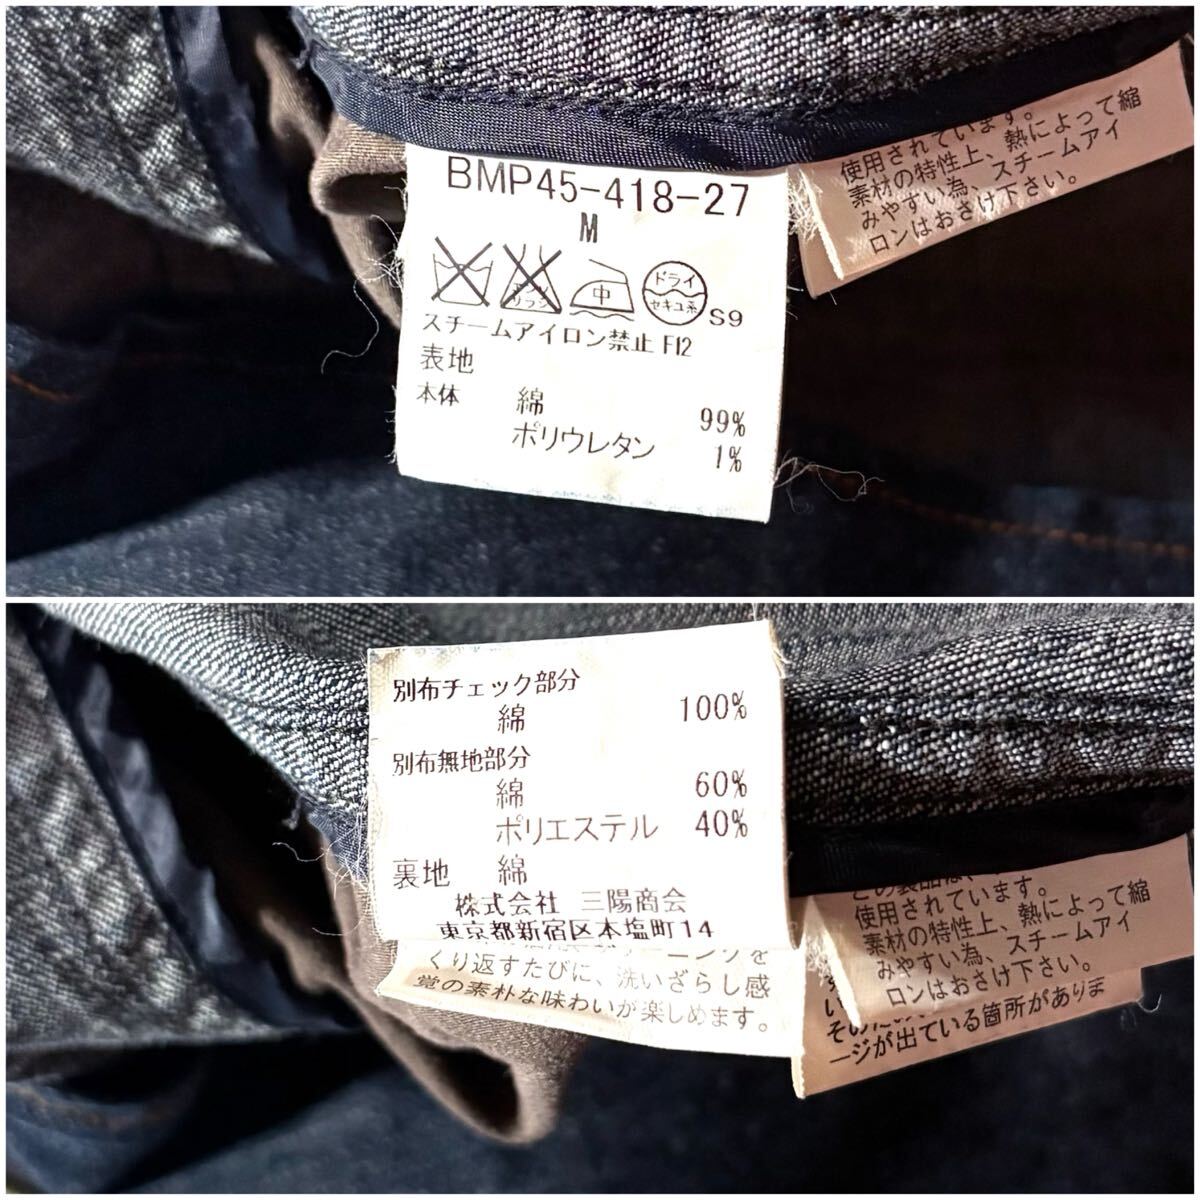 BMP45-418-27
M
中
ドライ
セキユ系
S9
スチームアイロン禁止 F12
表地
本体 綿 99%
ポリウレタン 1%
使用されています。
素材の特性上、熱によって縮
みやすい為、スチームアイ
ロンはおさけ下さい。
別布チェック部分
綿 100%
別布無地部分
綿 60%
ポリエステル 40%
裏地 綿
株式会社 三陽商会
東京都新宿区本塩町14
くり返すたびに、洗いざらし感
覚の素朴な味わいが楽しめます。
使用されています。
素材の特性上、熱によって縮
みやすい為、スチームアイ
ロンはおさけ下さい。
ージが出ている箇所がありま